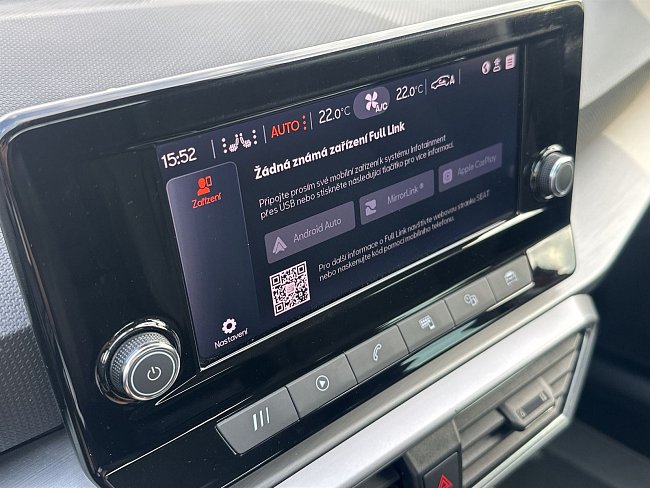 15:52
AUTO
22.0°C
A/C
22.0°C
A
Žádná známá zařízení Full Link
Zařízení
Připojte prosím své mobilní zařízení k systému Infotainment
přes USB nebo stiskněte následující tlačítko pro více informací.
Android Auto
MirrorLink®
Apple CarPlay
Pro další informace o Full Link navštivte webovou stránku SEAT
nebo naskenujte kód pomocí mobilního telefonu.
Nastavení